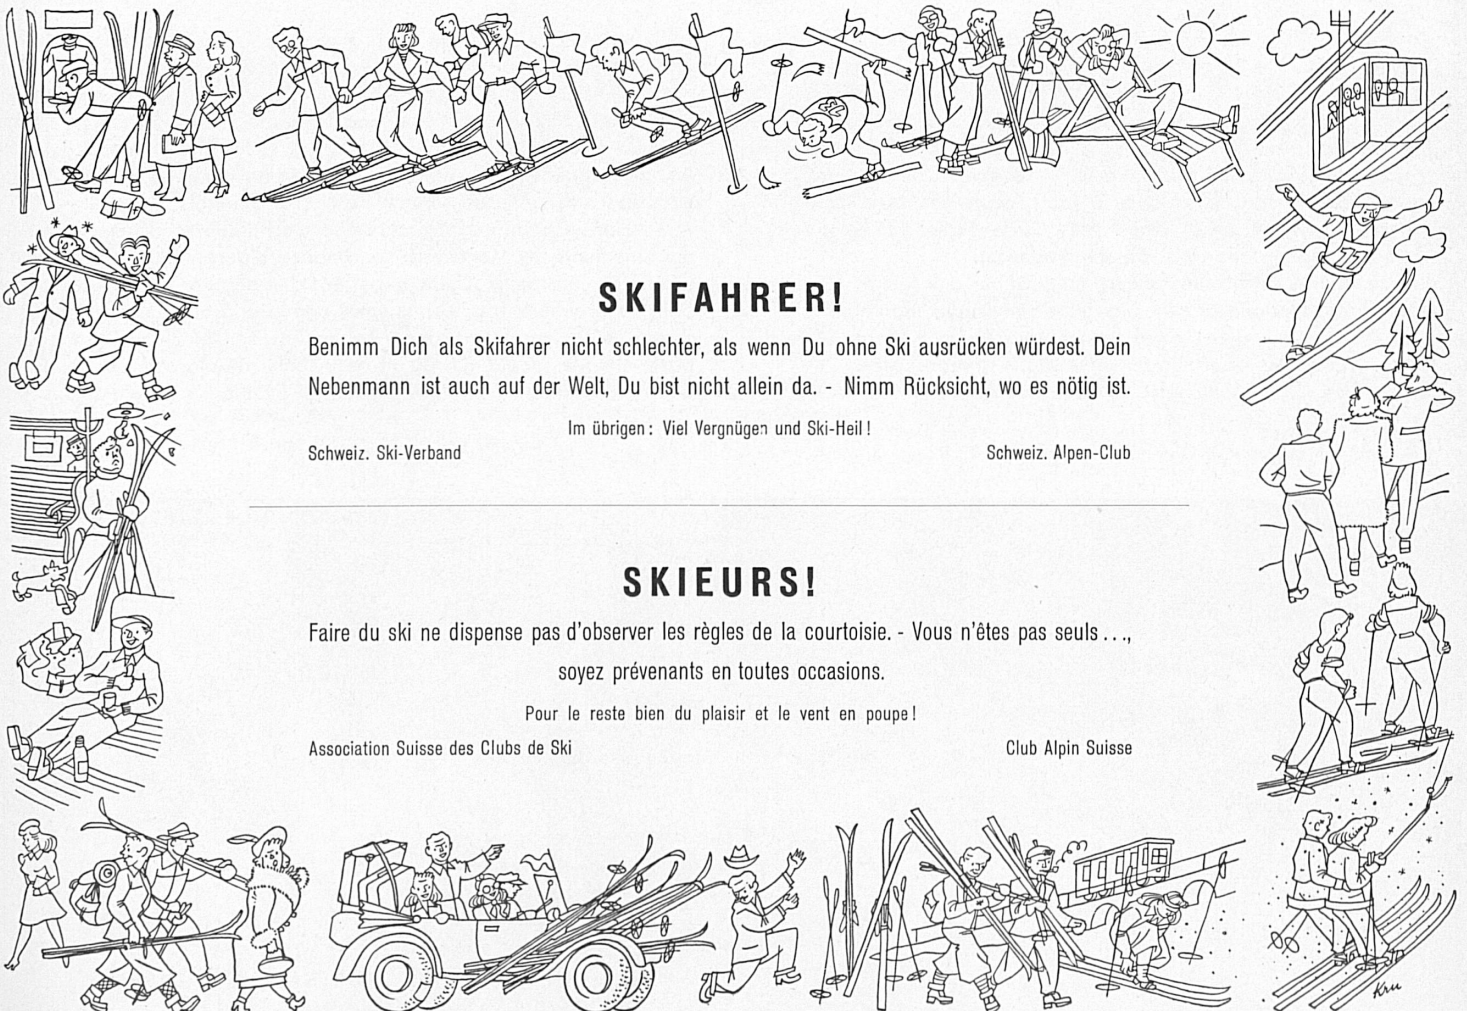 SKIFAHRER!
Benimm Dich als Skifahrer nicht schlechter, als wenn Du ohne Ski ausrücken würdest. Dein
Nebenmann ist auch auf der Welt, Du bist nicht allein da. - Nimm Rücksicht, wo es nötig ist.
Im übrigen: Viel Vergnügen und Ski-Heil!
Schweiz. Ski-Verband
Schweiz. Alpen-Club
SKIEURS!
Faire du ski ne dispense pas d'observer les règles de la courtoisie. - Vous n'êtes pas seuls...,
soyez prévenants en toutes occasions.
Pour le reste bien du plaisir et le vent en poupe!
Association Suisse des Clubs de Ski
Club Alpin Suisse
11
Kru